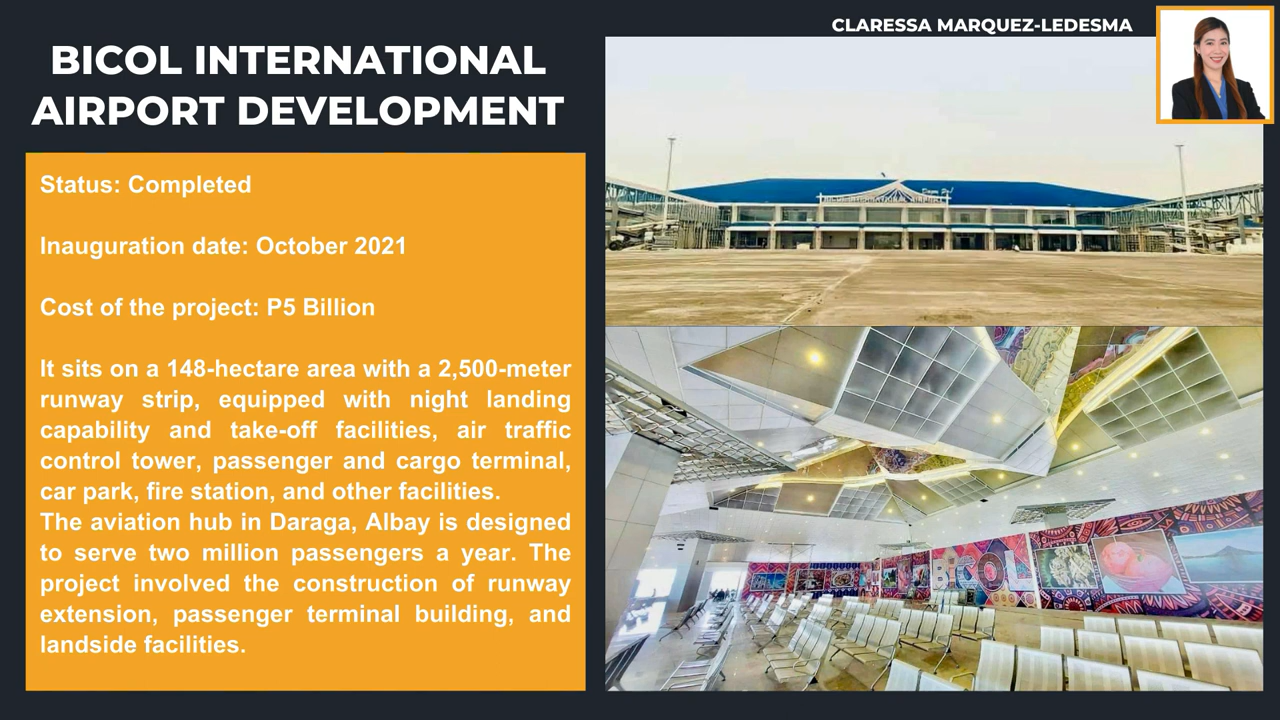 CLARESSA MARQUEZ-LEDESMA
BICOL INTERNATIONAL
AIRPORT DEVELOPMENT
Status: Completed
Inauguration date: October 2021
Cost of the project: P5 Billion
It sits on a 148-hectare area with a 2,500-meter
runway strip, equipped with night landing
capability and take-off facilities, air traffic
control tower, passenger and cargo terminal,
car park, fire station, and other facilities.
The aviation hub in Daraga, Albay is designed
to serve two million passengers a year. The
project involved the construction of runway
extension, passenger terminal building, and
landside facilities.
BICOL INTERNATIONAL AIRPORT
BICOL